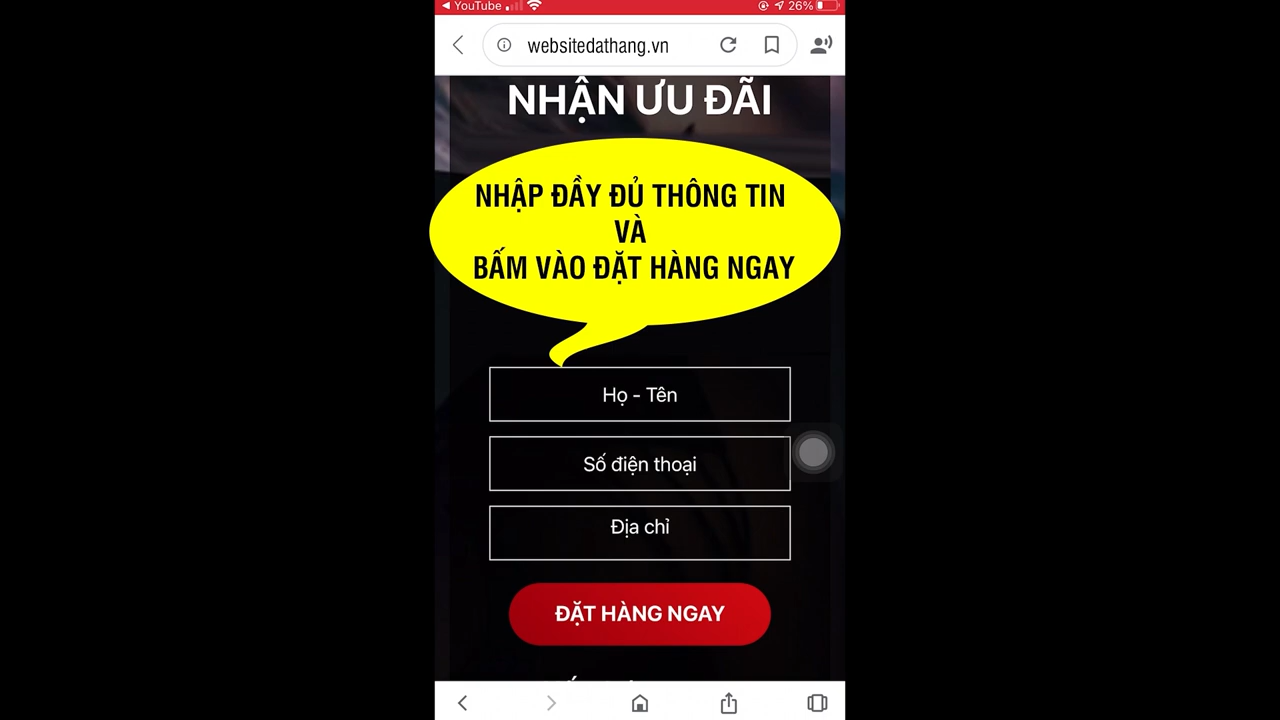 YouTube
26%
websitedathang.vn
NHẬN ƯU ĐÃI
NHẬP ĐẦY ĐỦ THÔNG TIN
VÀ
BẤM VÀO ĐẶT HÀNG NGAY
Họ - Tên
Số điện thoại
Địa chỉ
ĐẶT HÀNG NGAY